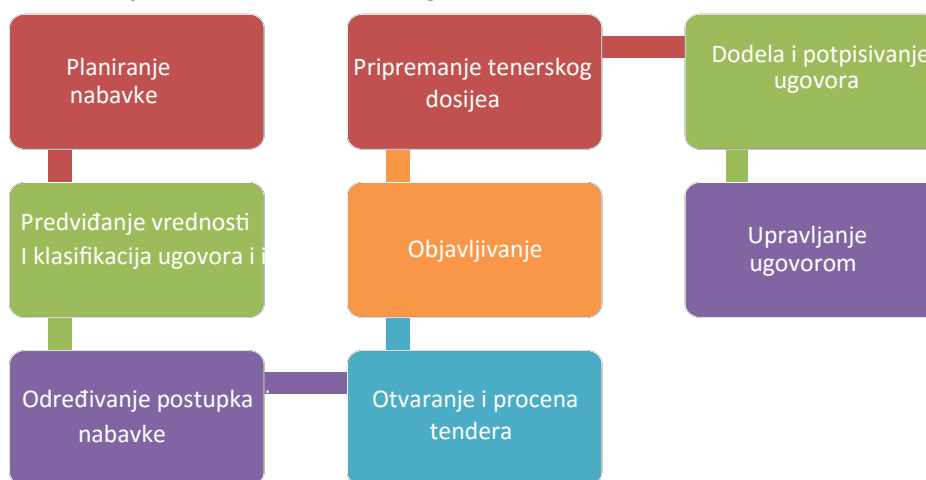 Planiranje
nabavke
Predviđanje vrednosti
I klasifikacija ugovora i i
Određivanje postupka
nabavke
Otvaranje i procena
tendera
Objavljivanje
Pripremanje tenerskog
dosijea
Dodela i potpisivanje
ugovora
Upravljanje
ugovorom